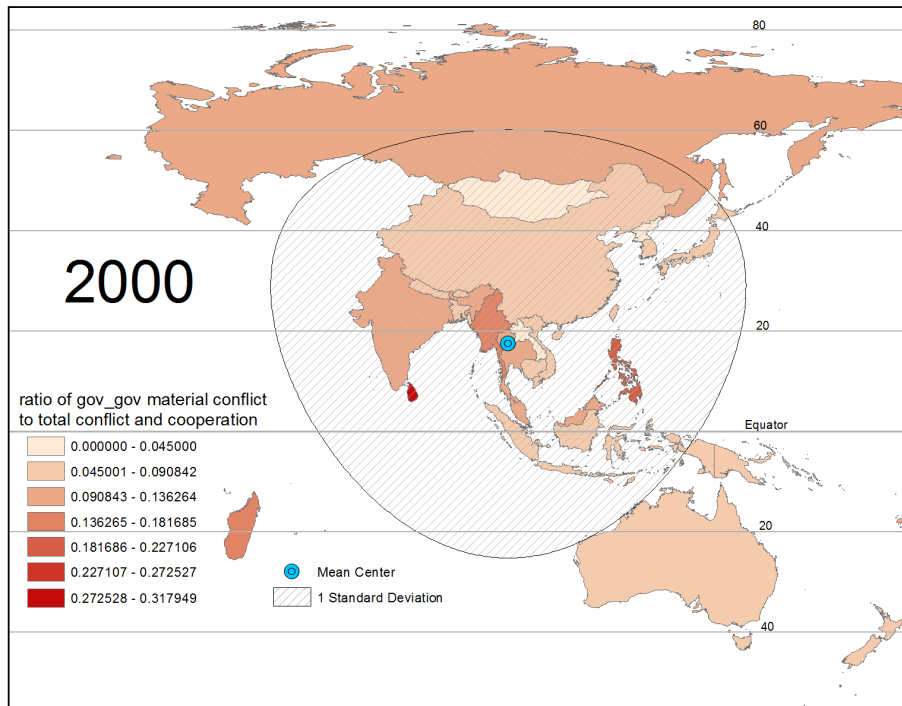 80
60
40
2000
20
ratio of gov_gov material conflict
to total conflict and cooperation
Equator
0.000000 - 0.045000
0.045001 - 0.090842
0.090843 - 0.136264
0.136265 - 0.181685
0.181686 - 0.227106
0.227107 - 0.272527
0.272528 - 0.317949
20
Mean Center
1 Standard Deviation
40